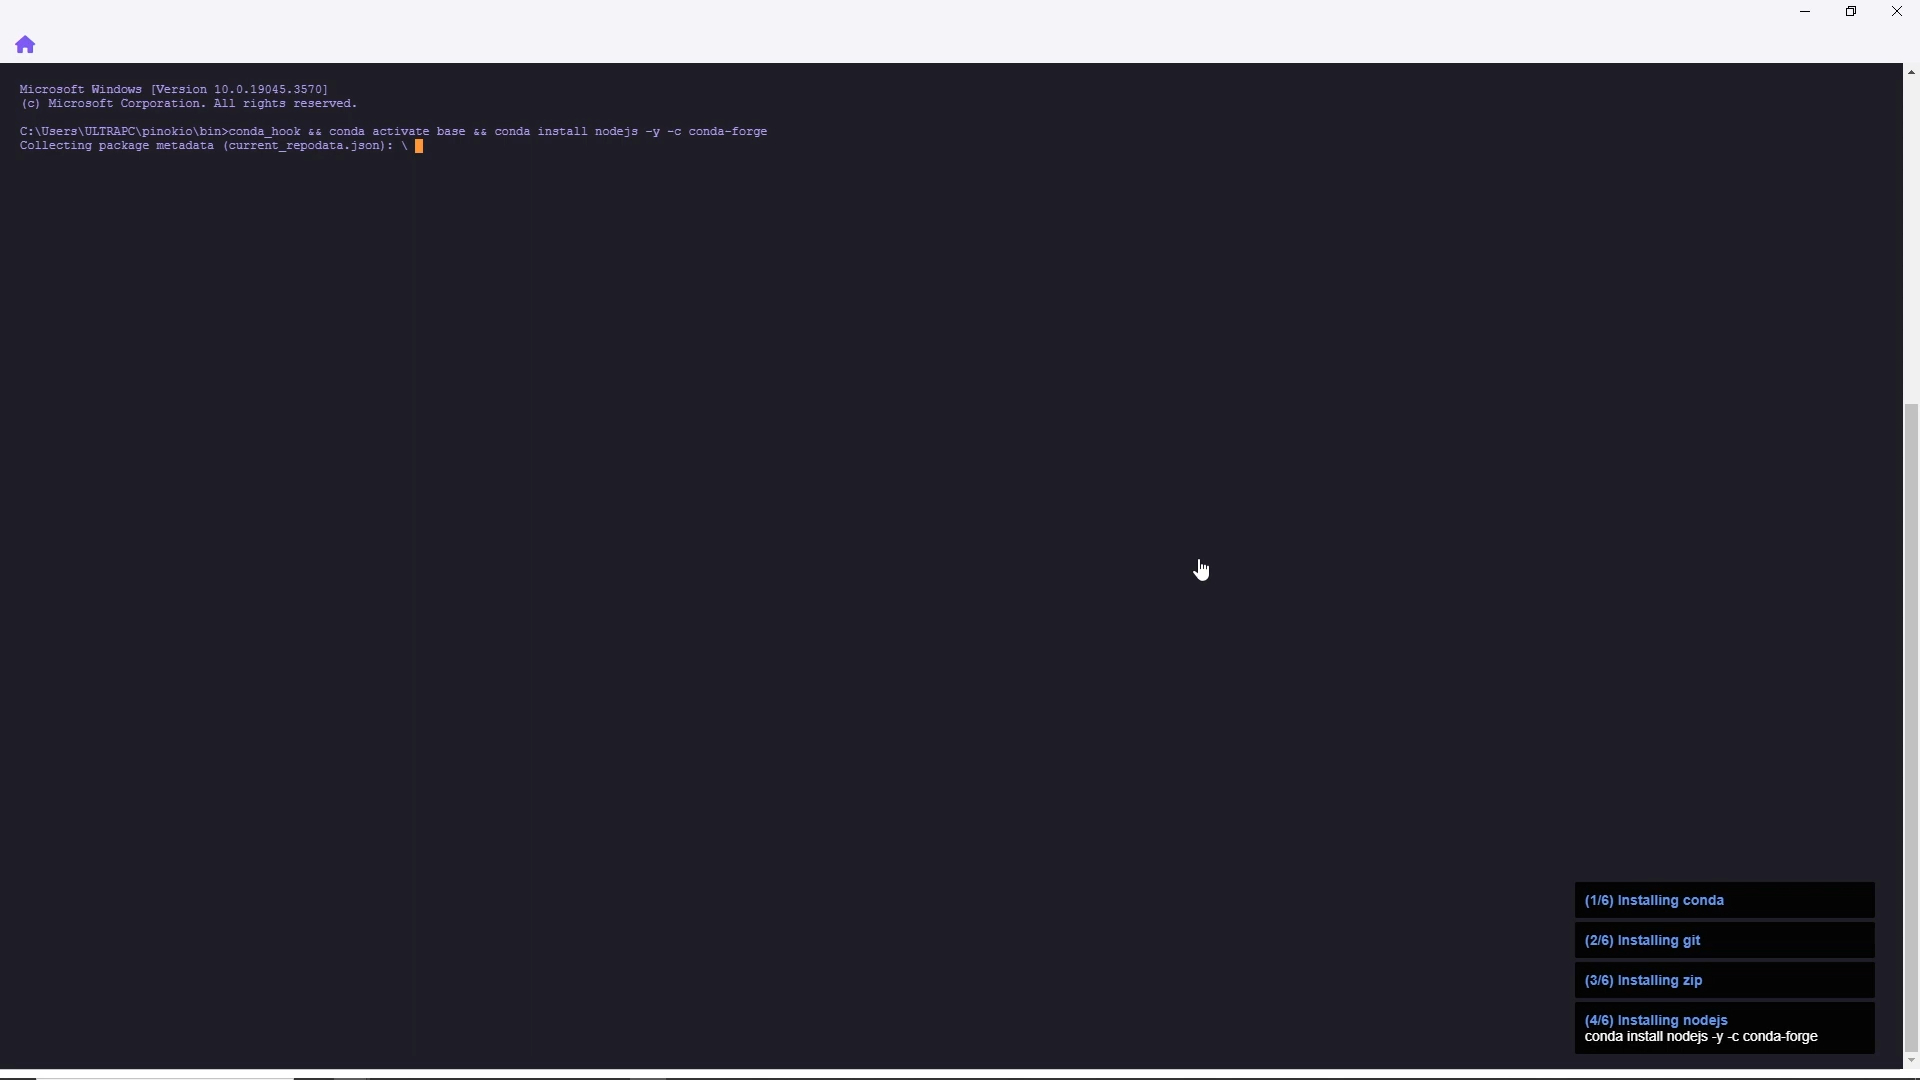 Microsoft Windows [Version 10.0.19045.3570]
(c) Microsoft Corporation. All rights reserved.
C:\Users\ULTRAPC\pinokio\bin>conda_hook && conda activate base && conda install nodejs -y -c conda-forge
Collecting package metadata (current_repodata.json): \
(1/6) Installing conda
(2/6) Installing git
(3/6) Installing zip
(4/6) Installing nodejs
conda install nodejs -y -c conda-forge